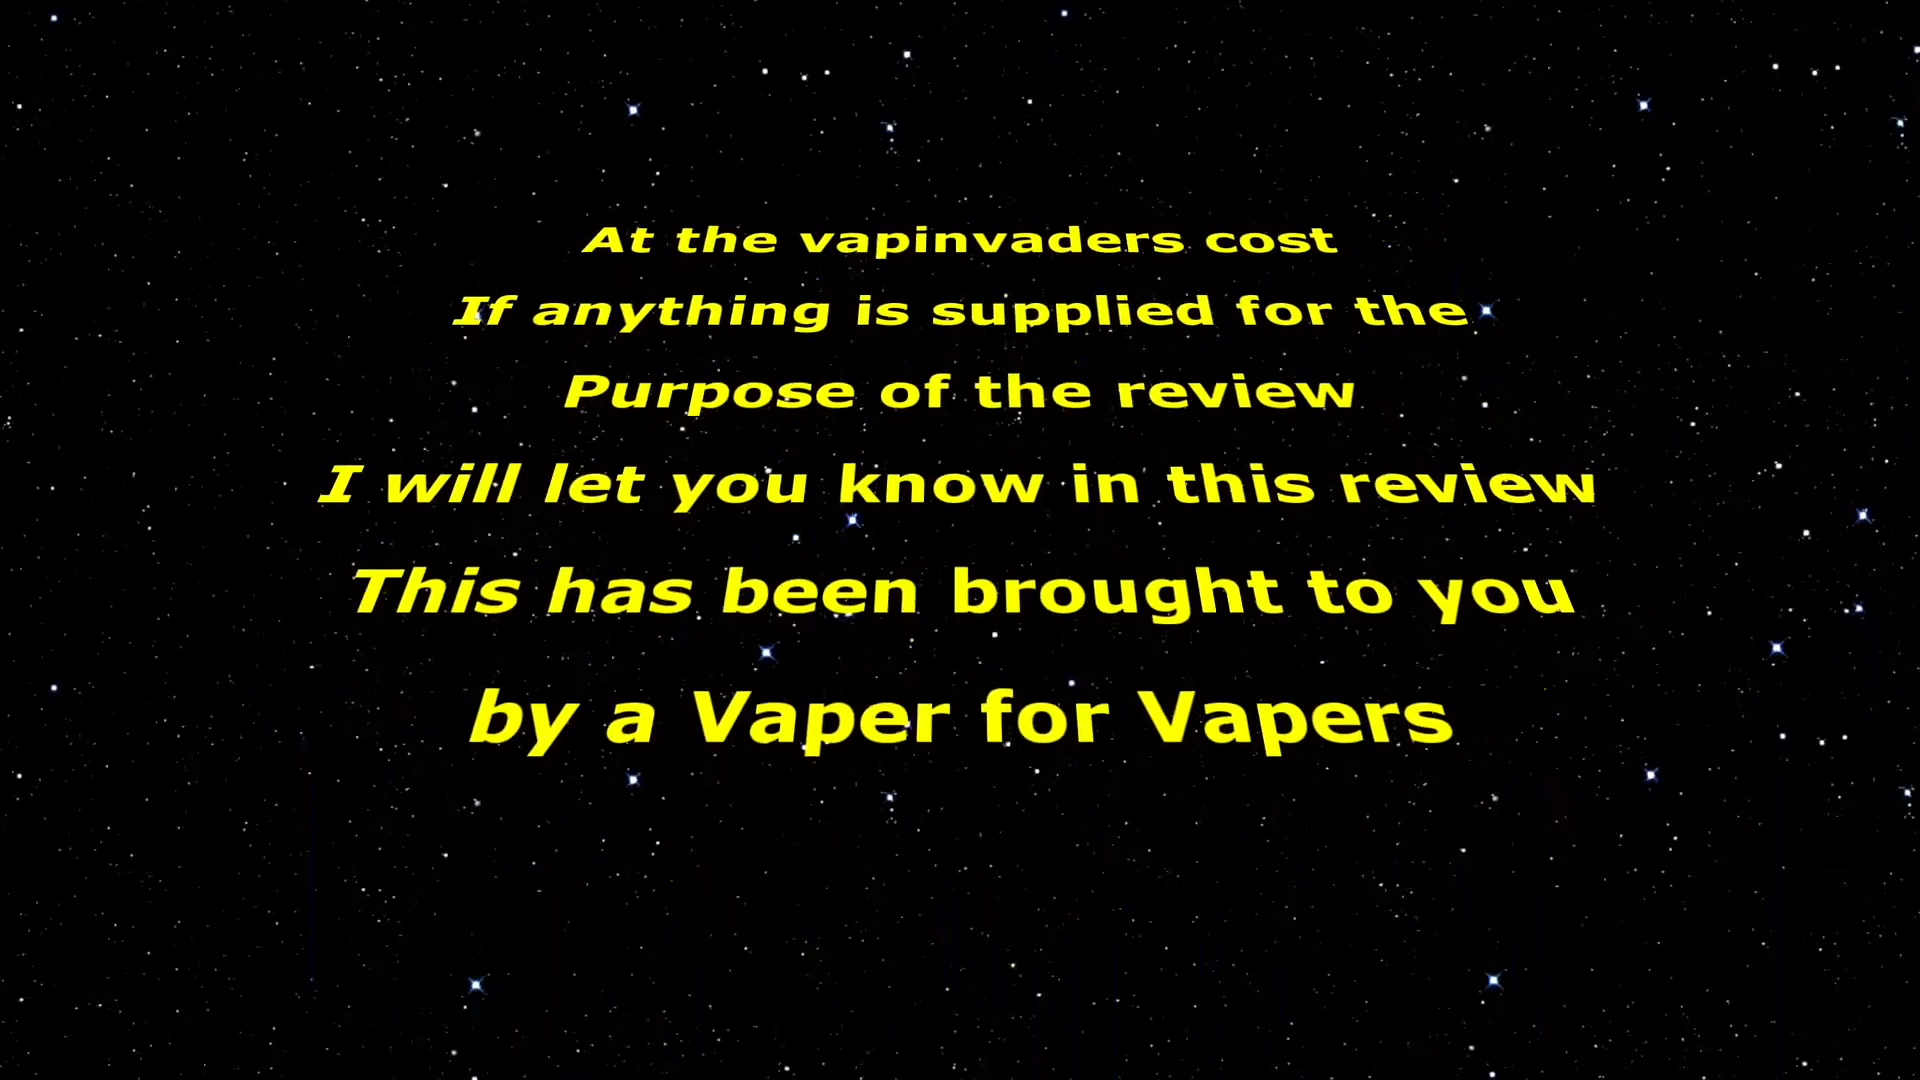 At the vapinvaders cost
If anything is supplied for the
Purpose of the review
I will let you know in this review
This has been brought to you
by a Vaper for Vapers